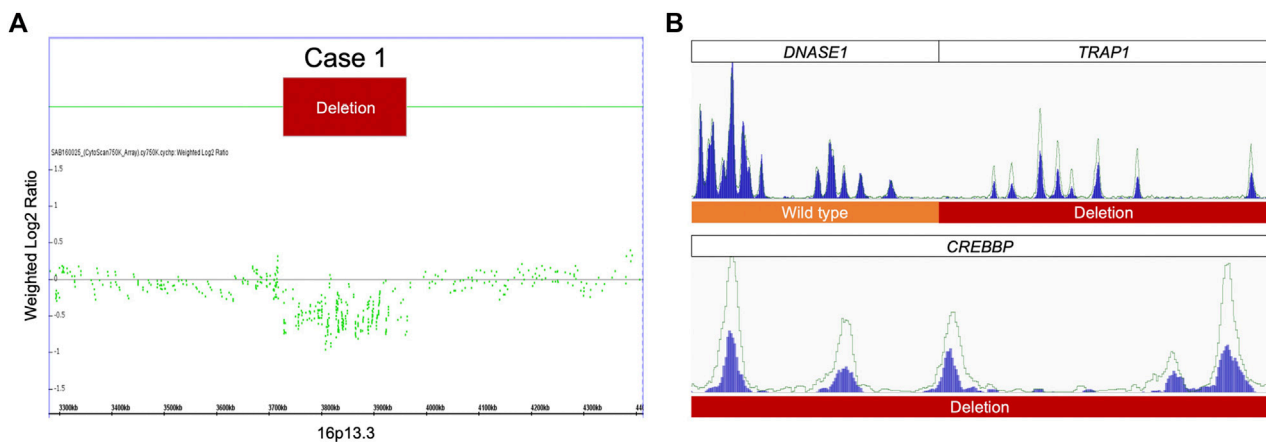 A
Case 1
Deletion
SAB160025_(CytoScan750K_Array).cy750K.cychp: Weighted Log2 Ratio
Weighted Log2 Ratio
1.5
1
0.5
0
-0.5
-1
-1.5
3300kb 3400kb 3500kb 3600kb 3700kb 3800kb 3900kb 4000kb 4100kb 4200kb 4300kb 44
16p13.3
B
DNASE1 TRAP1
Wild type Deletion
CREBBP
Deletion